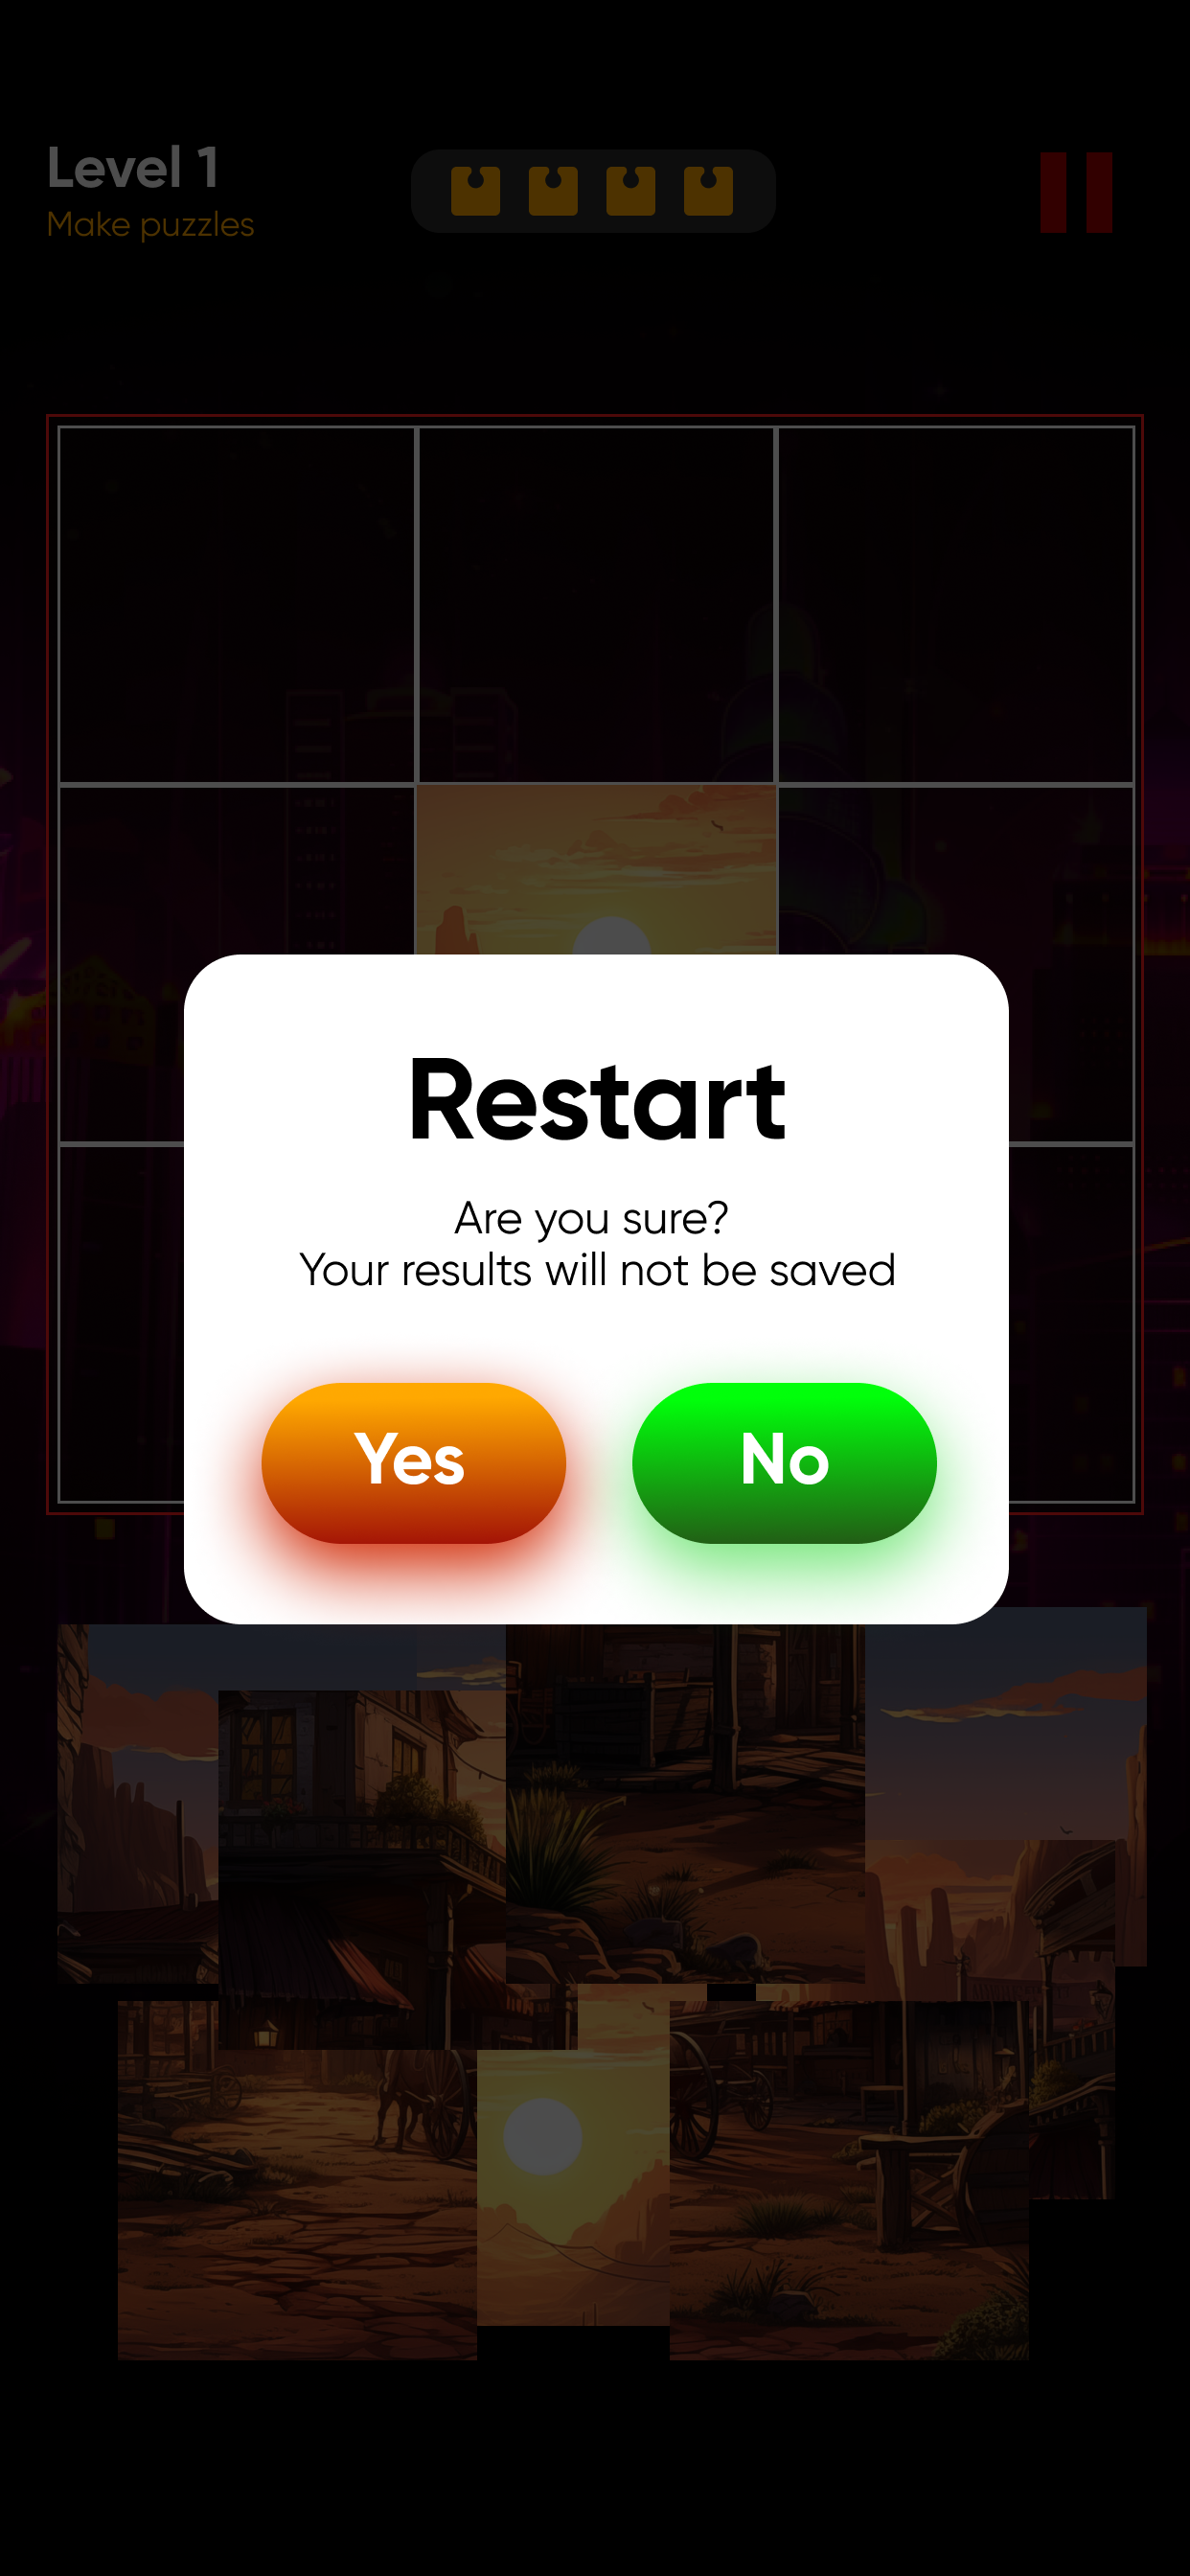 Level 1
Make puzzles
Restart
Are you sure?
Your results will not be saved
Yes
No